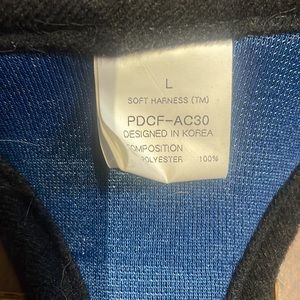 L
SOFT HARNESS (TM)
PDCF-AC30
DESIGNED IN KOREA
COMPOSITION
POLYESTER 100%